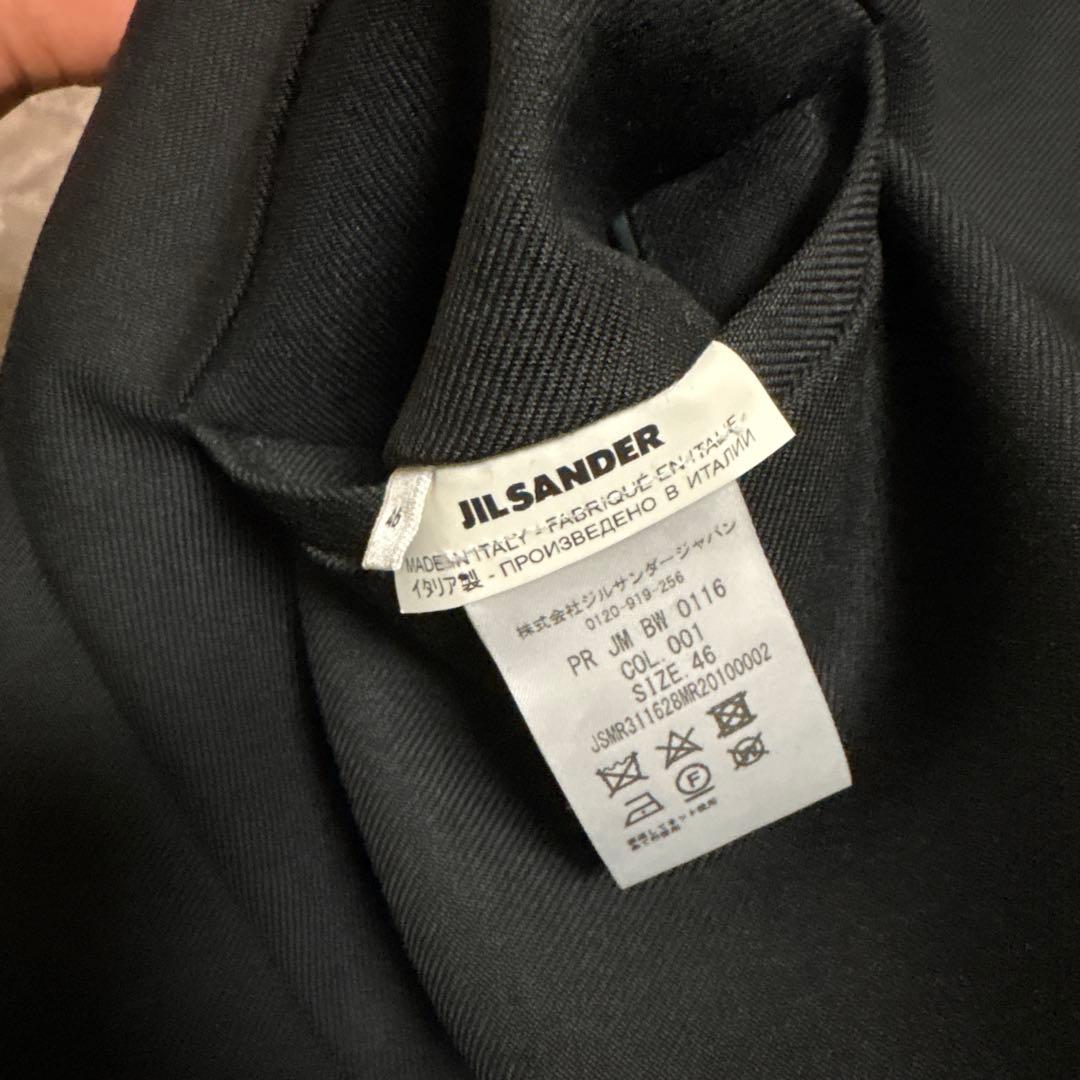 JIL SANDER
MADE IN ITALY - FABRIQUÉ EN ITALIE
イタリア製 - ПРОИЗВЕДЕНО В ИТАЛИИ
株式会社ジルサンダージャパン
0120-919-256
PR JM BW 0116
COL. 001
SIZE. 46
JSMR311628MR20100002
F